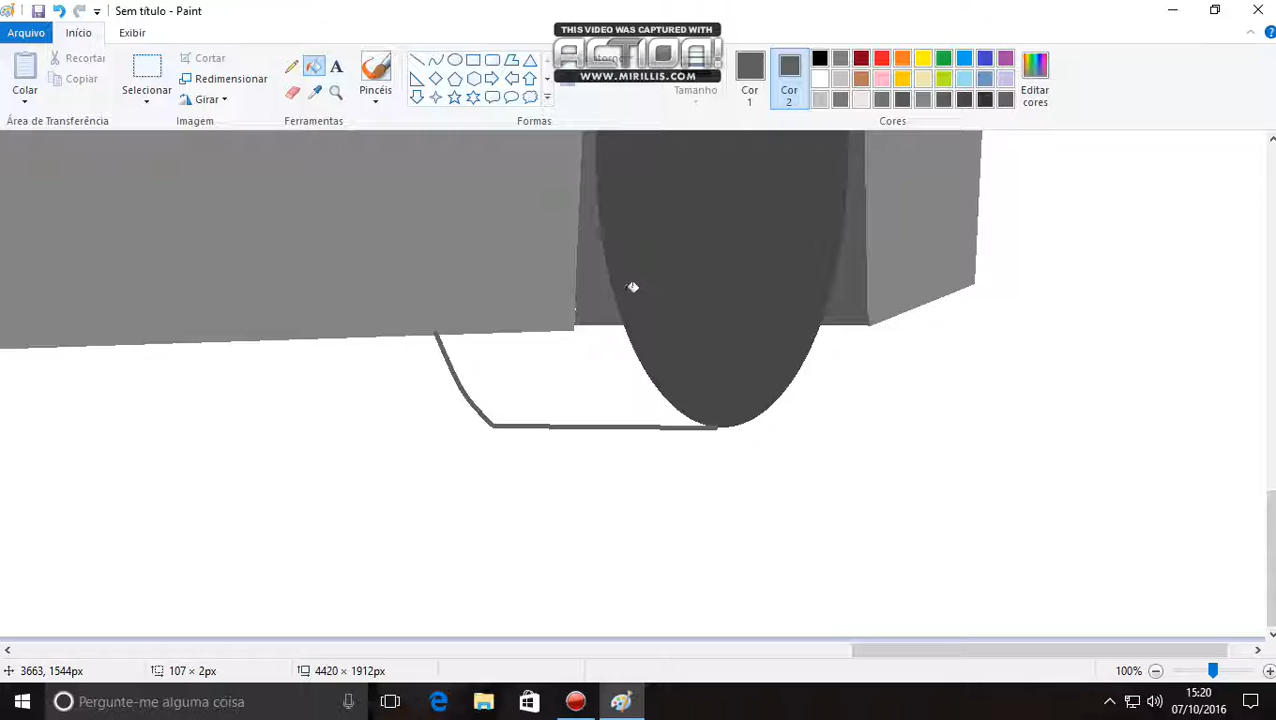 Sem título - Paint
THIS VIDEO WAS CAPTURED WITH
ACTION!
WWW.MIRILLIS.COM
Arquivo
Início
Exibir
Colar
Recortar
Copiar
Área de Transferência
Selecionar
Cortar
Redimensionar
Girar
Imagem
A
Ferramentas
Pincéis
Formas
Tamanho
Cor
1
Cor
2
Cores
Editar
cores
3663, 1544px
107 × 2px
4420 × 1912px
100%
Pergunte-me alguma coisa
15:20
07/10/2016